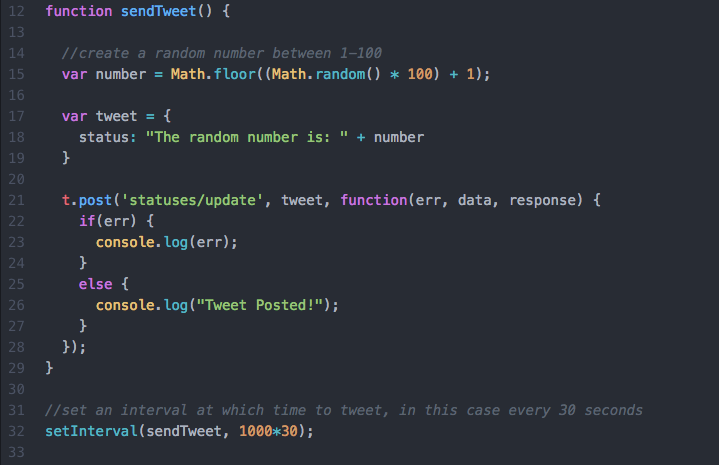 12 function sendTweet() {
13
14   //create a random number between 1-100
15   var number = Math.floor((Math.random() * 100) + 1);
16
17   var tweet = {
18     status: "The random number is: " + number
19   }
20
21   t.post('statuses/update', tweet, function(err, data, response) {
22     if(err) {
23       console.log(err);
24     }
25     else {
26       console.log("Tweet Posted!");
27     }
28   });
29 }
30
31 //set an interval at which time to tweet, in this case every 30 seconds
32 setInterval(sendTweet, 1000*30);
33